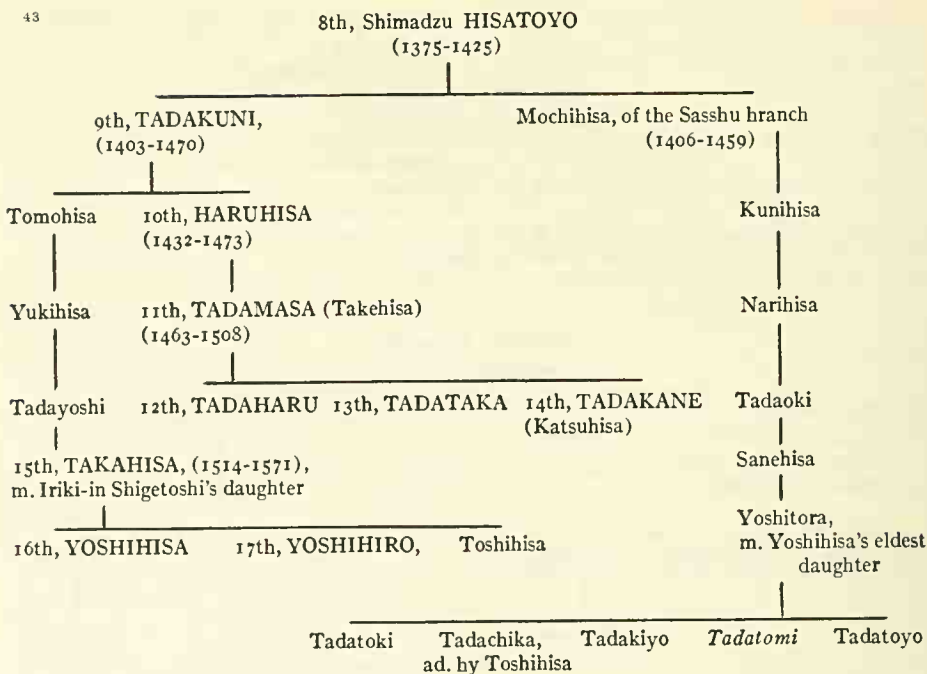 43
8th, Shimadzu HISATOYO
(1375-1425)
9th, TADAKUNI,
(1403-1470)
Mochihisa, of the Sasshu hranch
(1406-1459)
Tomohisa 10th, HARUHISA
(1432-1473)
Kunihisa
Yukihisa 11th, TADAMASA (Takehisa)
(1463-1508)
Narihisa
Tadayoshi 12th, TADAHARU 13th, TADATAKA 14th, TADAKANE
(Katsuhisa)
Tadaoki
15th, TAKAHISA, (1514-1571),
m. Iriki-in Shigetoshi's daughter
Sanehisa
16th, YOSHIHISA 17th, YOSHIHIRO, Toshihisa
Yoshitora,
m. Yoshihisa's eldest
daughter
Tadatoki Tadachika, Tadakiyo Tadatomi Tadatoyo
ad. by Toshihisa